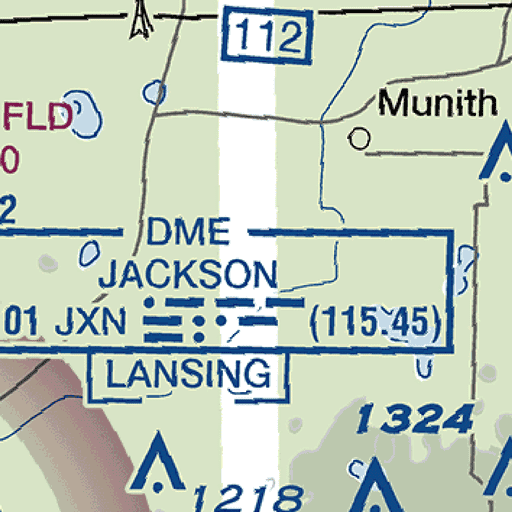 112
Munith
FLD
0
2
DME
JACKSON
01 JXN (115.45)
LANSING
1324
1218